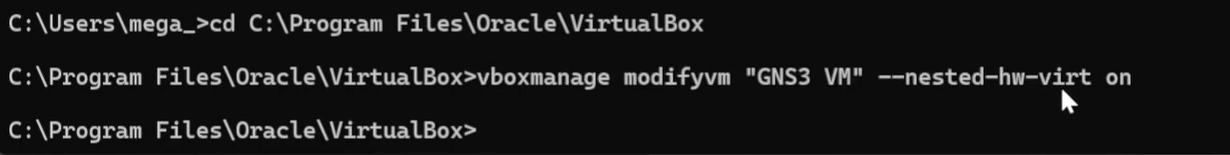 C:\Users\mega_>cd C:\Program Files\Oracle\VirtualBox
C:\Program Files\Oracle\VirtualBox>vboxmanage modifyvm "GNS3 VM" --nested-hw-virt on
C:\Program Files\Oracle\VirtualBox>